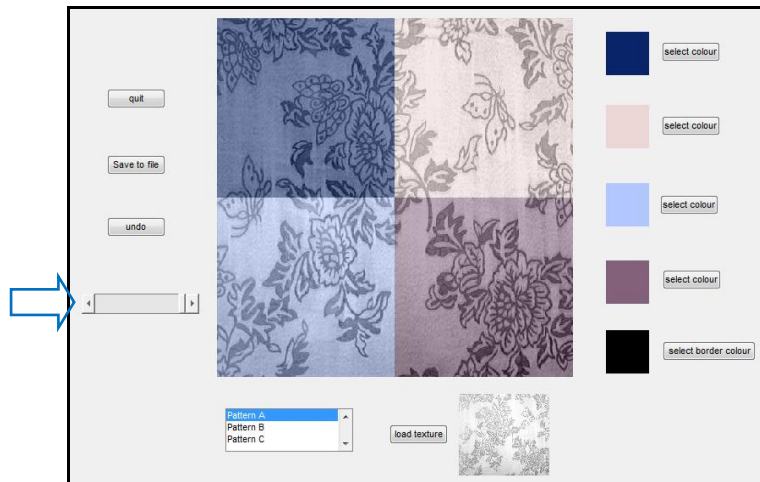 quit
Save to file
undo
select colour
select colour
select colour
select colour
select border colour
Pattern A
Pattern B
Pattern C
load texture